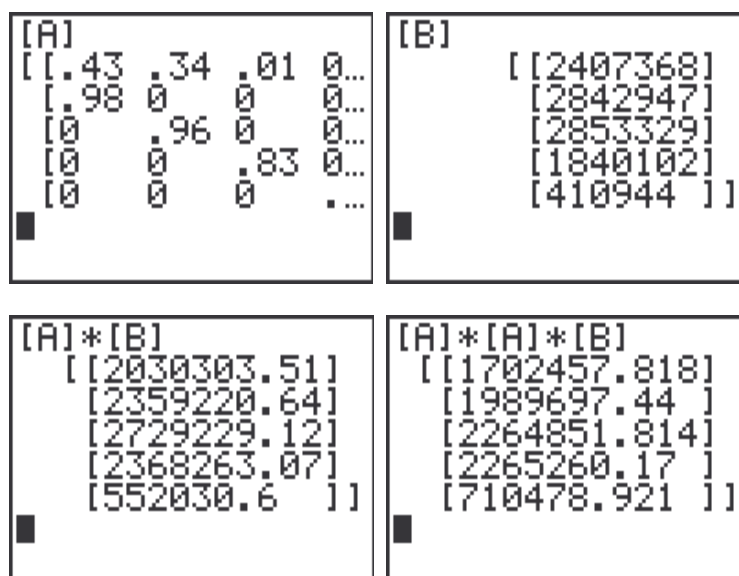 [A]
[[.43 .34 .01 0…
[.98 0 0 0…
[0 .96 0 0…
[0 0 .83 0…
[0 0 0 .…
[B]
[[2407368]
[2842947]
[2853329]
[1840102]
[410944 ]]
[A]*[B]
[[2030303.51]
[2359220.64]
[2729229.12]
[2368263.07]
[552030.6 ]]
[A]*[A]*[B]
[[1702457.818]
[1989697.44 ]
[2264851.814]
[2265260.17 ]
[710478.921 ]]